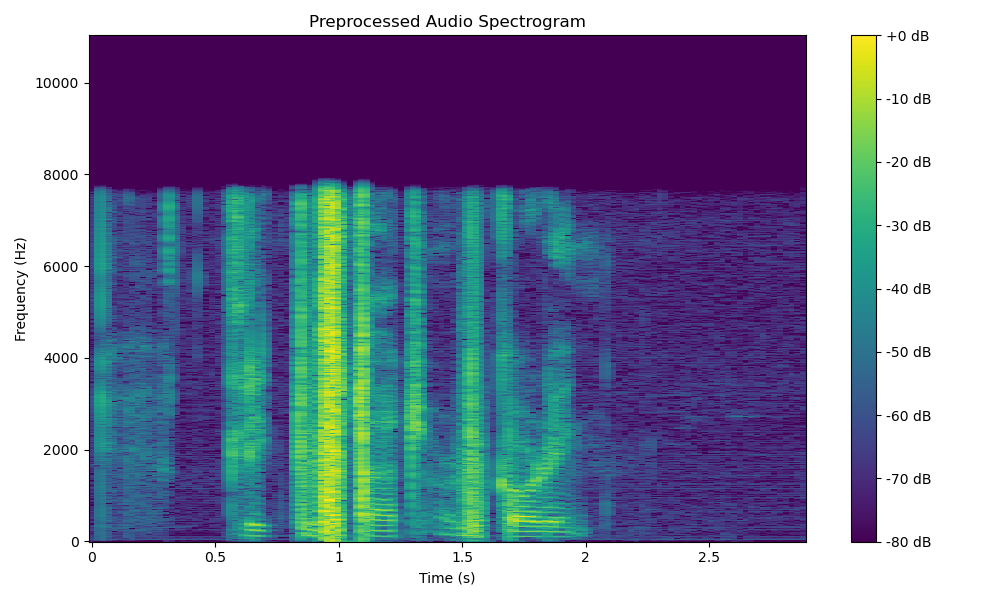 Preprocessed Audio Spectrogram
Frequency (Hz)
10000
8000
6000
4000
2000
0
0
0.5
1
1.5
2
2.5
Time (s)
+0 dB
-10 dB
-20 dB
-30 dB
-40 dB
-50 dB
-60 dB
-70 dB
-80 dB